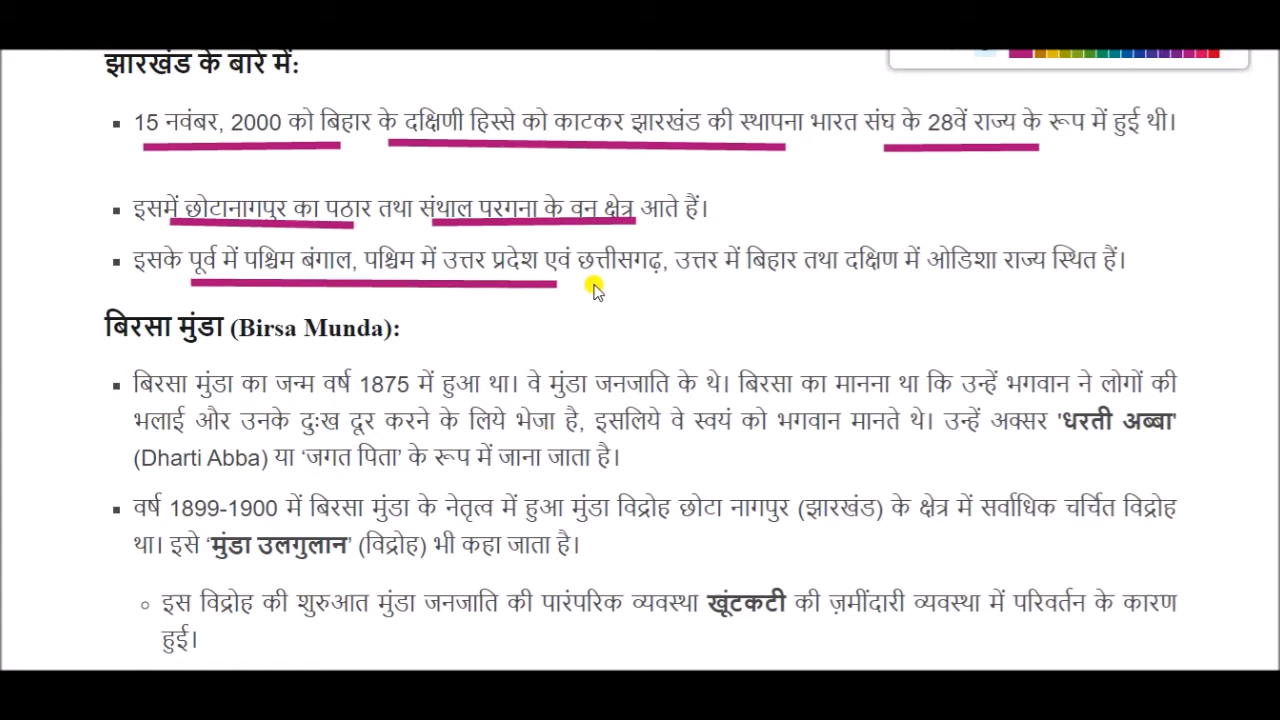 झारखंड के बारे में:
▪ 15 नवंबर, 2000 को बिहार के दक्षिणी हिस्से को काटकर झारखंड की स्थापना भारत संघ के 28वें राज्य के रूप में हुई थी।
▪ इसमें छोटानागपुर का पठार तथा संथाल परगना के वन क्षेत्र आते हैं।
▪ इसके पूर्व में पश्चिम बंगाल, पश्चिम में उत्तर प्रदेश एवं छत्तीसगढ़, उत्तर में बिहार तथा दक्षिण में ओडिशा राज्य स्थित हैं।
बिरसा मुंडा (Birsa Munda):
▪ बिरसा मुंडा का जन्म वर्ष 1875 में हुआ था। वे मुंडा जनजाति के थे। बिरसा का मानना था कि उन्हें भगवान ने लोगों की
भलाई और उनके दुःख दूर करने के लिये भेजा है, इसलिये वे स्वयं को भगवान मानते थे। उन्हें अक्सर 'धरती अब्बा'
(Dharti Abba) या 'जगत पिता' के रूप में जाना जाता है।
▪ वर्ष 1899-1900 में बिरसा मुंडा के नेतृत्व में हुआ मुंडा विद्रोह छोटा नागपुर (झारखंड) के क्षेत्र में सर्वाधिक चर्चित विद्रोह
था। इसे 'मुंडा उलगुलान' (विद्रोह) भी कहा जाता है।
○ इस विद्रोह की शुरुआत मुंडा जनजाति की पारंपरिक व्यवस्था खूंटकटी की ज़मींदारी व्यवस्था में परिवर्तन के कारण
हुई।